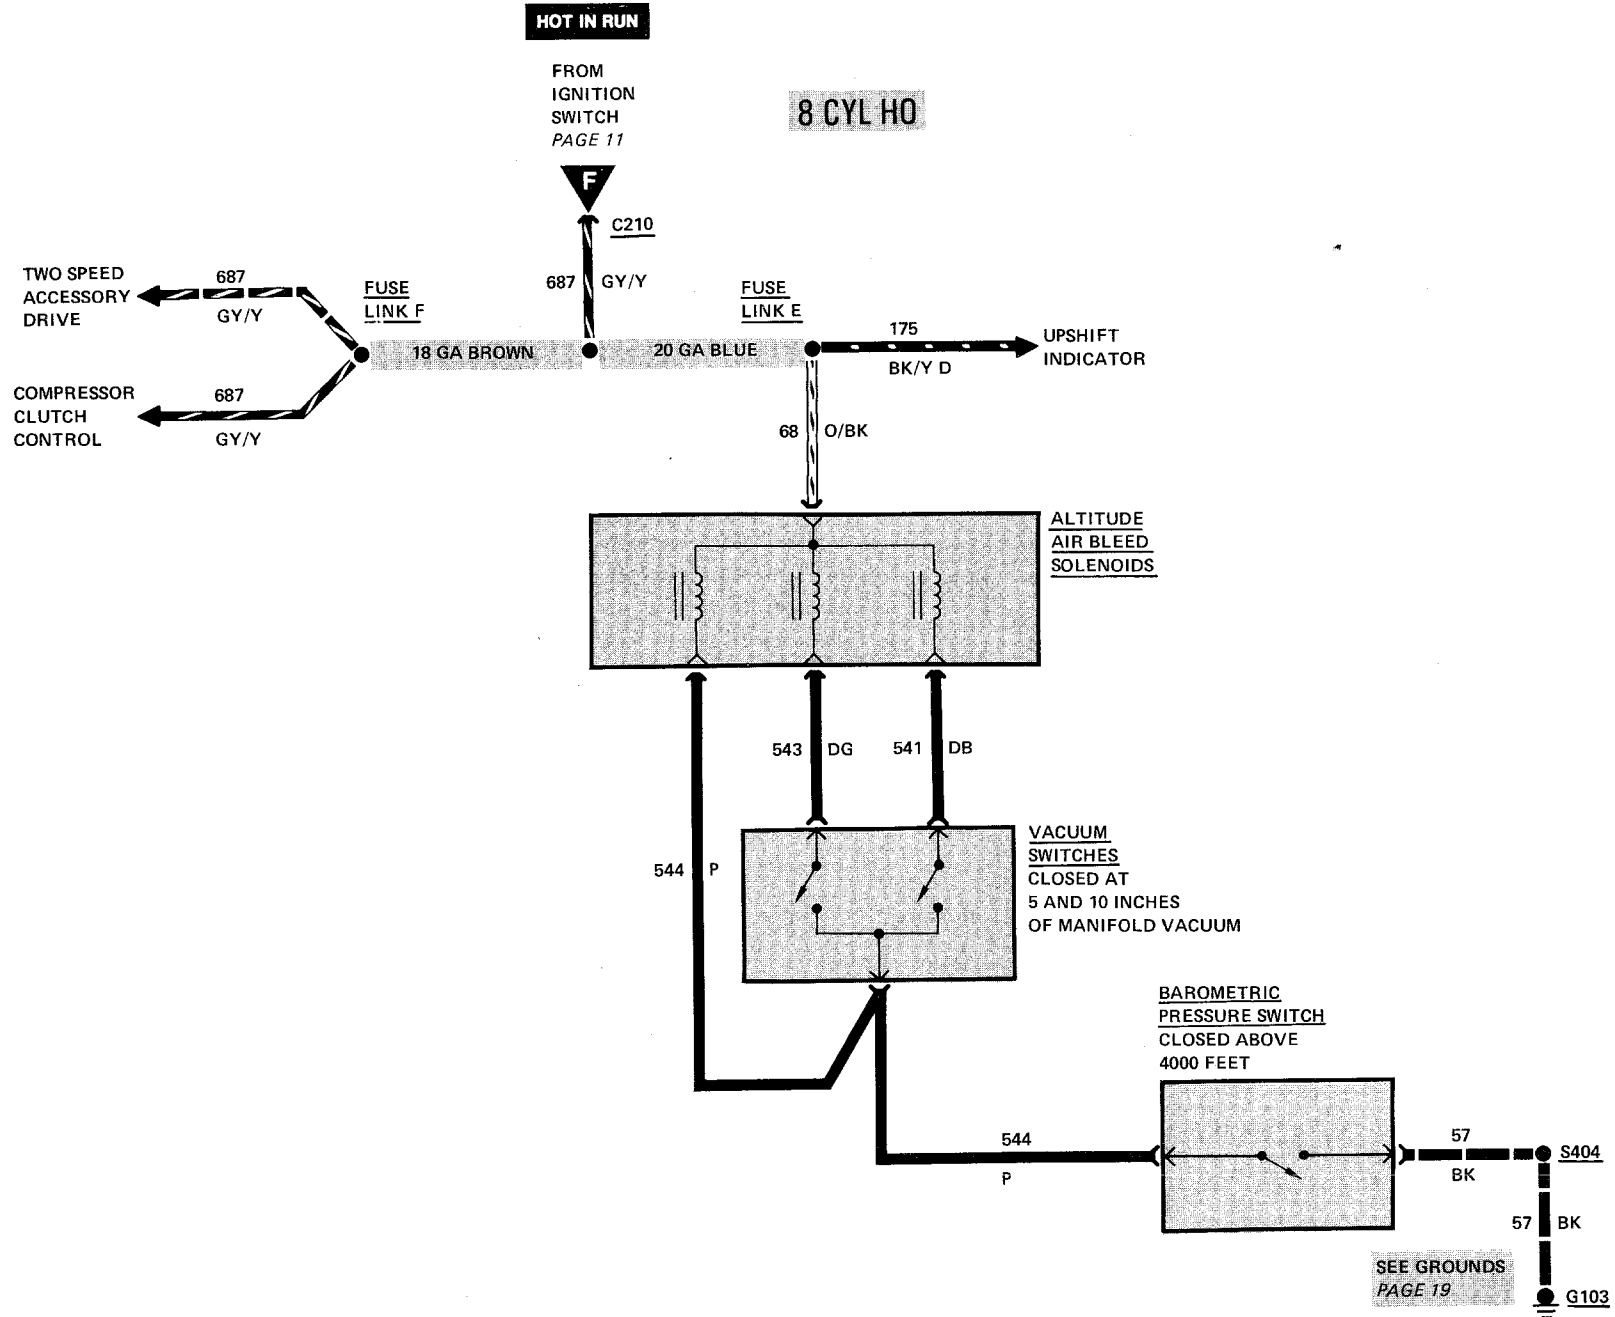 HOT IN RUN
FROM
IGNITION
SWITCH
PAGE 11
8 CYL HO
F
C210
TWO SPEED
ACCESSORY
DRIVE
687
GY/Y
FUSE
LINK F
687
GY/Y
FUSE
LINK E
18 GA BROWN
20 GA BLUE
175
BK/Y D
UPSHIFT
INDICATOR
COMPRESSOR
CLUTCH
CONTROL
687
GY/Y
68
O/BK
ALTITUDE
AIR BLEED
SOLENOIDS
543
DG
541
DB
544
P
VACUUM
SWITCHES
CLOSED AT
5 AND 10 INCHES
OF MANIFOLD VACUUM
BAROMETRIC
PRESSURE SWITCH
CLOSED ABOVE
4000 FEET
544
P
57
BK
S404
57
BK
SEE GROUNDS
PAGE 19
G103